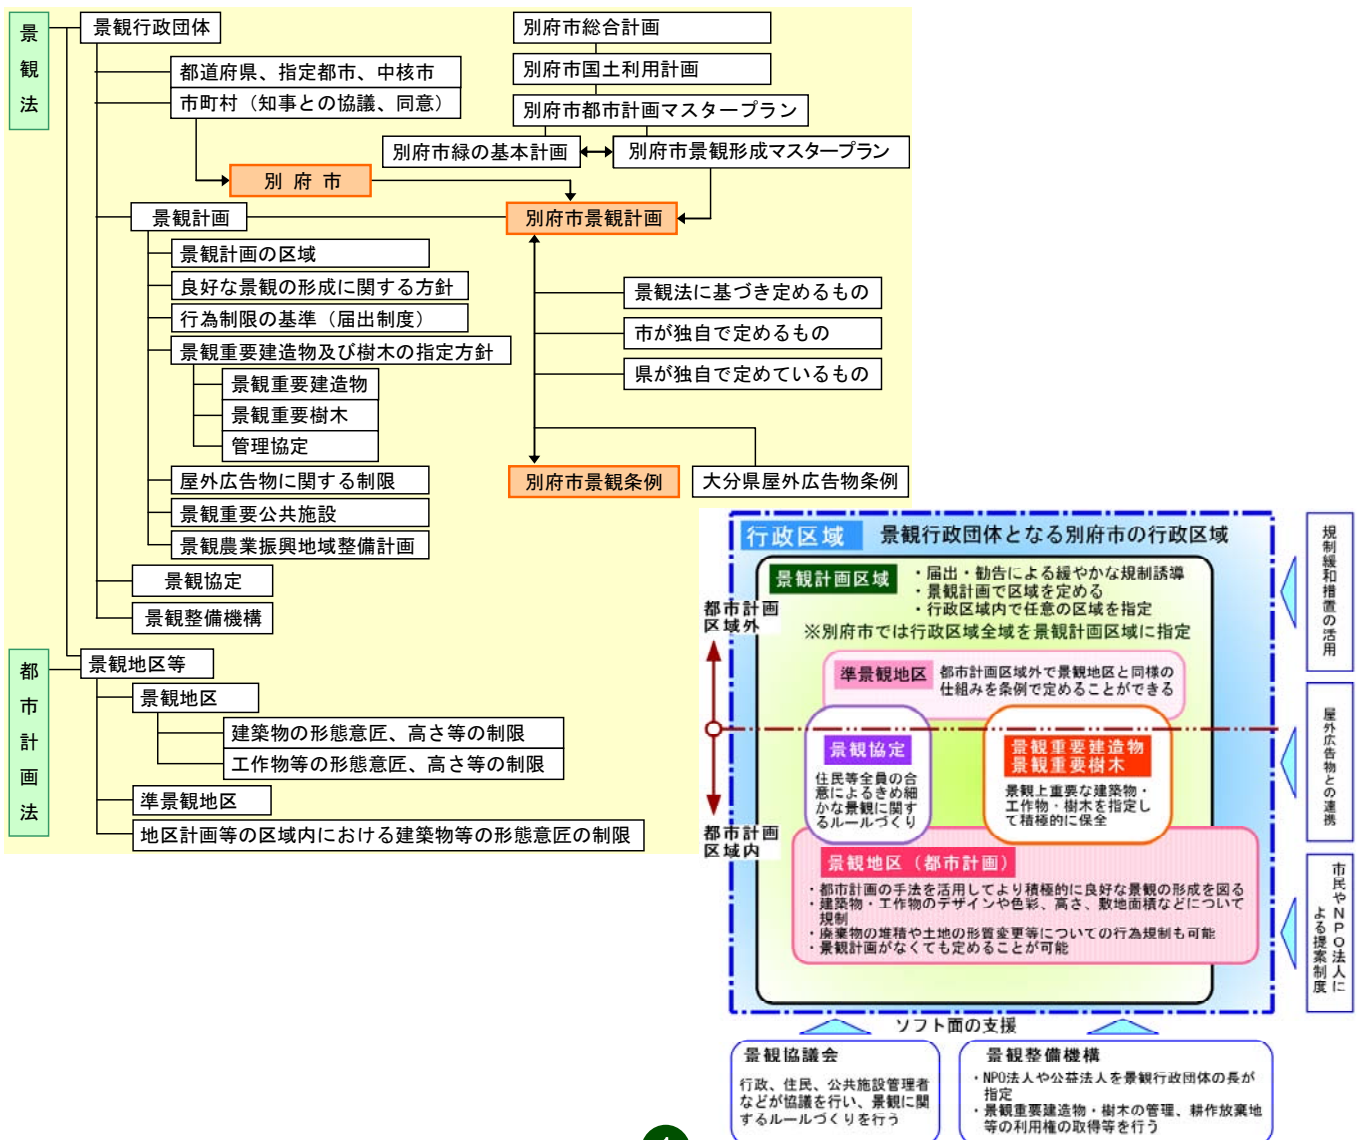 景観法
景観行政団体
都道府県、指定都市、中核市
市町村（知事との協議、同意）
別府市総合計画
別府市国土利用計画
別府市都市計画マスタープラン
別府市緑の基本計画
別府市景観形成マスタープラン
別 府 市
景観計画
別府市景観計画
景観計画の区域
良好な景観の形成に関する方針
行為制限の基準（届出制度）
景観重要建造物及び樹木の指定方針
景観重要建造物
景観重要樹木
管理協定
屋外広告物に関する制限
景観重要公共施設
景観農業振興地域整備計画
景観法に基づき定めるもの
市が独自で定めるもの
県が独自で定めているもの
別府市景観条例
大分県屋外広告物条例
景観協定
景観整備機構
都市計画法
景観地区等
景観地区
建築物の形態意匠、高さ等の制限
工作物等の形態意匠、高さ等の制限
準景観地区
地区計画等の区域内における建築物等の形態意匠の制限
行政区域
景観行政団体となる別府市の行政区域
景観計画区域
・届出・勧告による緩やかな規制誘導
・景観計画で区域を定める
・行政区域内で任意の区域を指定
※別府市では行政区域全域を景観計画区域に指定
都市計画
区域外
準景観地区
都市計画区域外で景観地区と同様の
仕組みを条例で定めることができる
景観協定
住民等全員の合
意によるきめ細
かな景観に関す
るルールづくり
景観重要建造物
景観重要樹木
景観上重要な建築物・
工作物・樹木を指定し
て積極的に保全
都市計画
区域内
景観地区（都市計画）
・都市計画の手法を活用してより積極的に良好な景観の形成を図る
・建築物・工作物のデザインや色彩、高さ、敷地面積などについて
規制
・廃棄物の堆積や土地の形質変更等についての行為規制も可能
・景観計画がなくても定めることが可能
規制緩和措置の活用
屋外広告物との連携
市民やＮＰＯ法人に
よる提案制度
ソフト面の支援
景観協議会
行政、住民、公共施設管理者
などが協議を行い、景観に関
するルールづくりを行う
景観整備機構
・NPO法人や公益法人を景観行政団体の長が
指定
・景観重要建造物・樹木の管理、耕作放棄地
等の利用権の取得等を行う